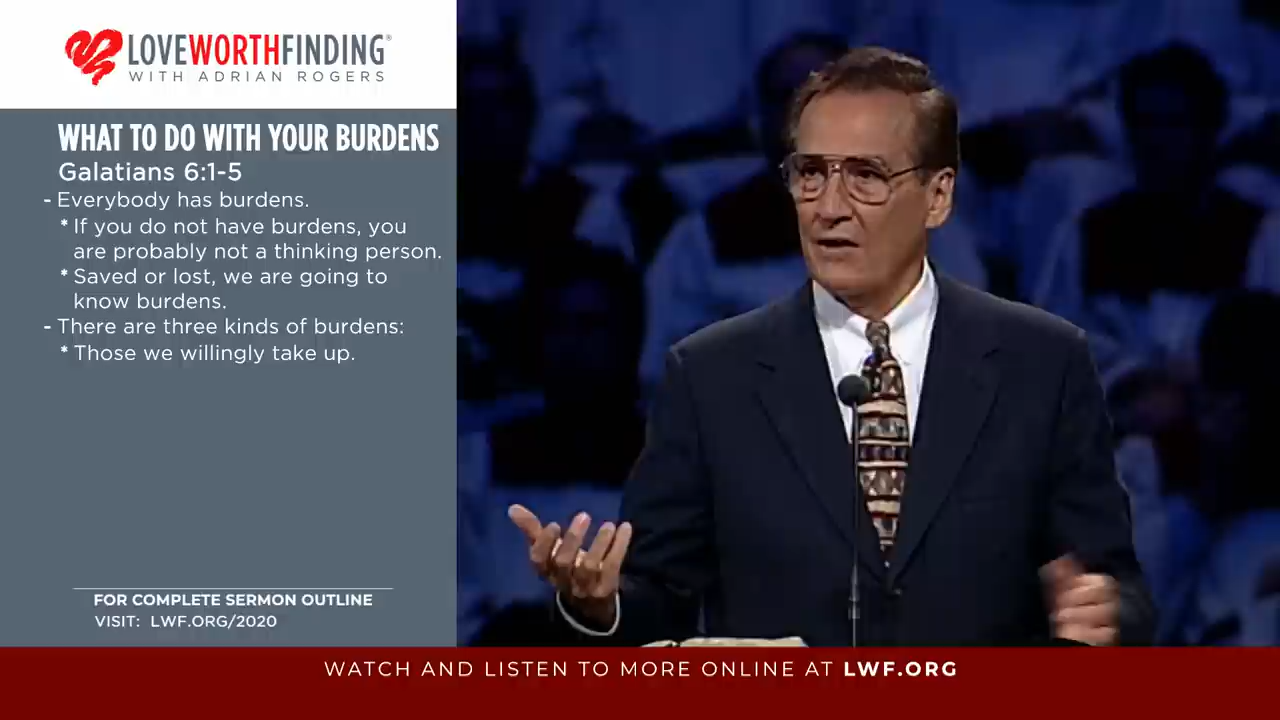 LOVEWORTHFINDING®
WITH ADRIAN ROGERS
WHAT TO DO WITH YOUR BURDENS
Galatians 6:1-5
- Everybody has burdens.
* If you do not have burdens, you
are probably not a thinking person.
* Saved or lost, we are going to
know burdens.
- There are three kinds of burdens:
* Those we willingly take up.
FOR COMPLETE SERMON OUTLINE
VISIT: LWF.ORG/2020
WATCH AND LISTEN TO MORE ONLINE AT LWF.ORG